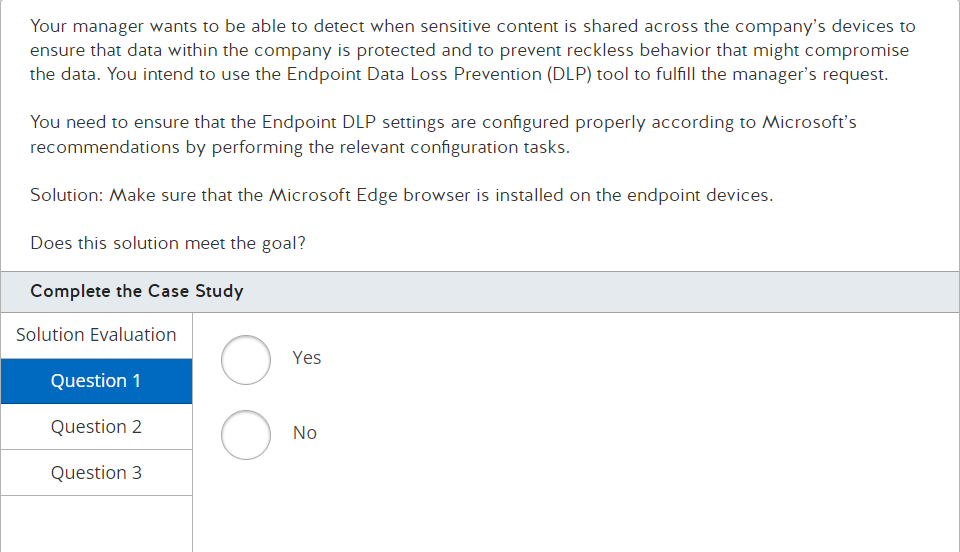 Your manager wants to be able to detect when sensitive content is shared across the company's devices to
ensure that data within the company is protected and to prevent reckless behavior that might compromise
the data. You intend to use the Endpoint Data Loss Prevention (DLP) tool to fulfill the manager's request.
You need to ensure that the Endpoint DLP settings are configured properly according to Microsoft's
recommendations by performing the relevant configuration tasks.
Solution: Make sure that the Microsoft Edge browser is installed on the endpoint devices.
Does this solution meet the goal?
Complete the Case Study
Solution Evaluation
Question 1
Question 2
Question 3
Yes
No